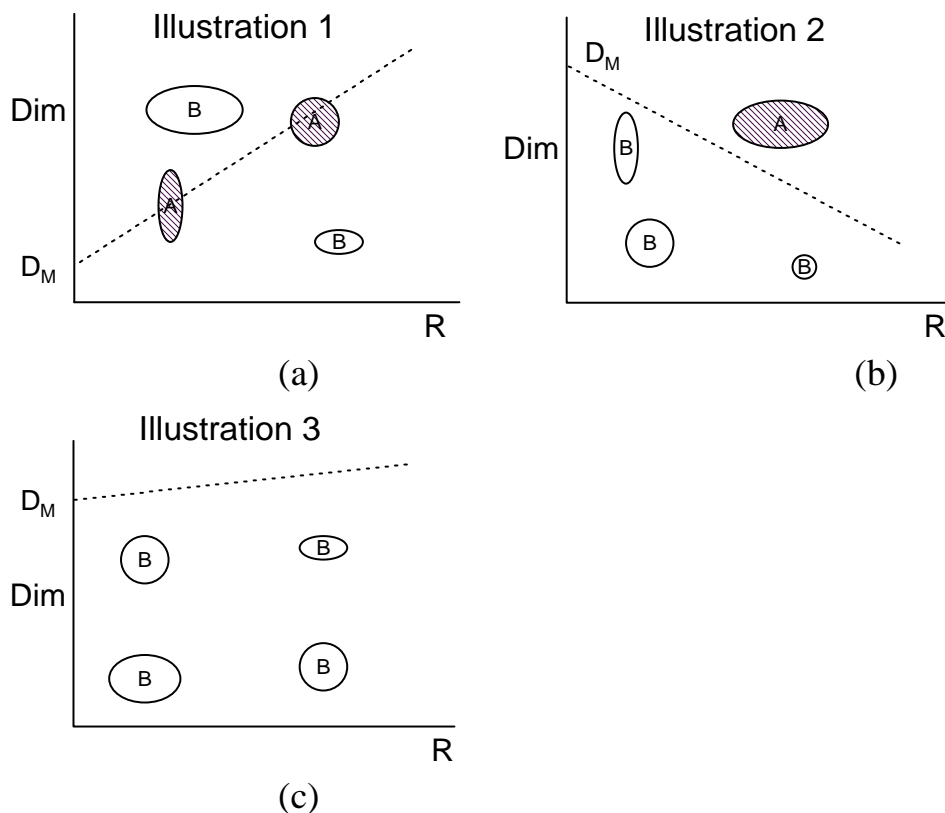 Illustration 1
Dim
B
A
A
B
D_M
R
(a)
Illustration 2
D_M
Dim
A
B
B
B
R
(b)
Illustration 3
D_M
Dim
B
B
B
B
R
(c)